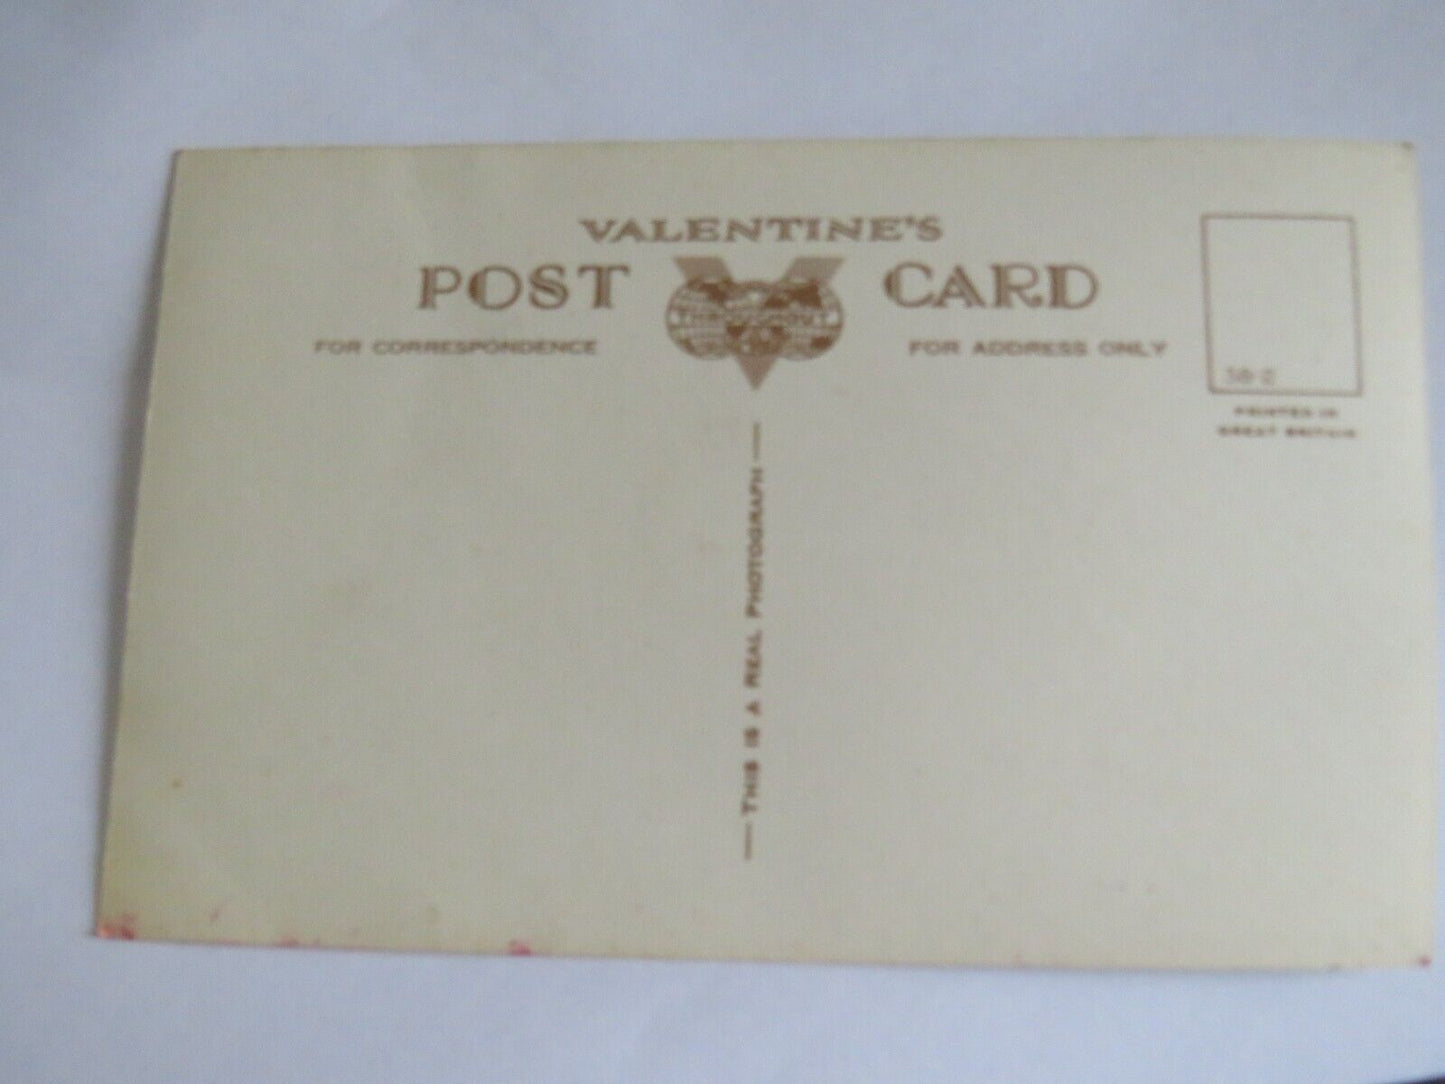 VALENTINE'S
POST CARD
FOR CORRESPONDENCE
FOR ADDRESS ONLY
PRINTED IN
GREAT BRITAIN
THIS IS A REAL PHOTOGRAPH